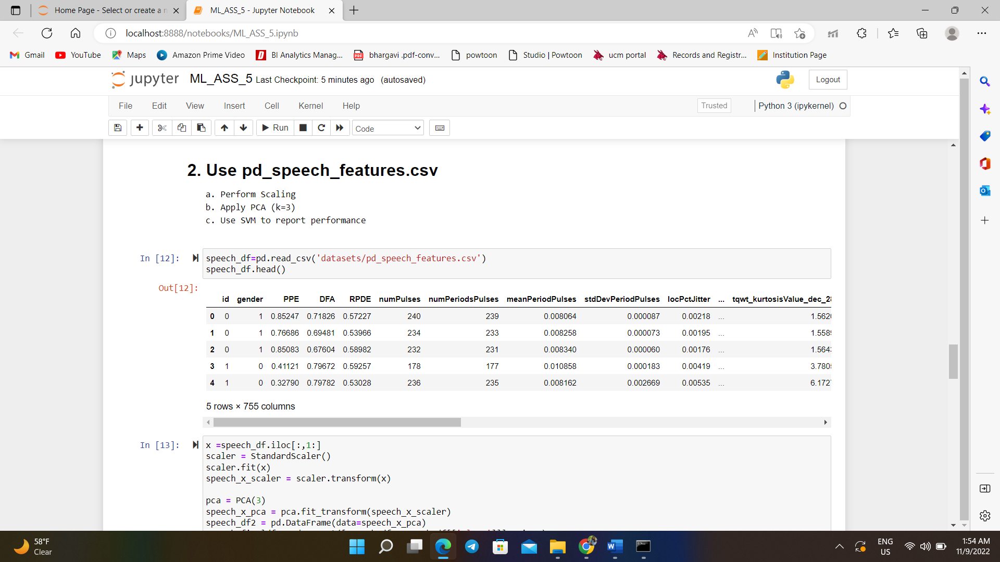 Home Page - Select or create a n
ML_ASS_5 - Jupyter Notebook
localhost:8888/notebooks/ML_ASS_5.ipynb
Gmail YouTube Maps Amazon Prime Video BI Analytics Manag... bhargavi .pdf-conv... powtoon Studio | Powtoon ucm portal Records and Registr... Institution Page
jupyter ML_ASS_5 Last Checkpoint: 5 minutes ago (autosaved)
Logout
File Edit View Insert Cell Kernel Help Trusted Python 3 (ipykernel)
Run Code
2. Use pd_speech_features.csv
a. Perform Scaling
b. Apply PCA (k=3)
c. Use SVM to report performance
In [12]: speech_df=pd.read_csv('datasets/pd_speech_features.csv')
speech_df.head()
Out[12]:
id gender PPE DFA RPDE numPulses numPeriodsPulses meanPeriodPulses stdDevPeriodPulses locPctJitter ... tqwt_kurtosisValue_dec_28
0 0 1 0.85247 0.71826 0.57227 240 239 0.008064 0.000087 0.00218 ... 1.5620
1 0 1 0.76686 0.69481 0.53966 234 233 0.008258 0.000073 0.00195 ... 1.5589
2 0 1 0.85083 0.67604 0.58982 232 231 0.008340 0.000060 0.00176 ... 1.564
3 1 0 0.41121 0.79672 0.59257 178 177 0.010858 0.000183 0.00419 ... 3.780
4 1 0 0.32790 0.79782 0.53028 236 235 0.008162 0.002669 0.00535 ... 6.172
5 rows × 755 columns
In [13]: x =speech_df.iloc[:,1:]
scaler = StandardScaler()
scaler.fit(x)
speech_x_scaler = scaler.transform(x)
pca = PCA(3)
speech_x_pca = pca.fit_transform(speech_x_scaler)
speech_df2 = pd.DataFrame(data=speech_x_pca)
58°F
Clear
ENG
US
1:54 AM
11/9/2022